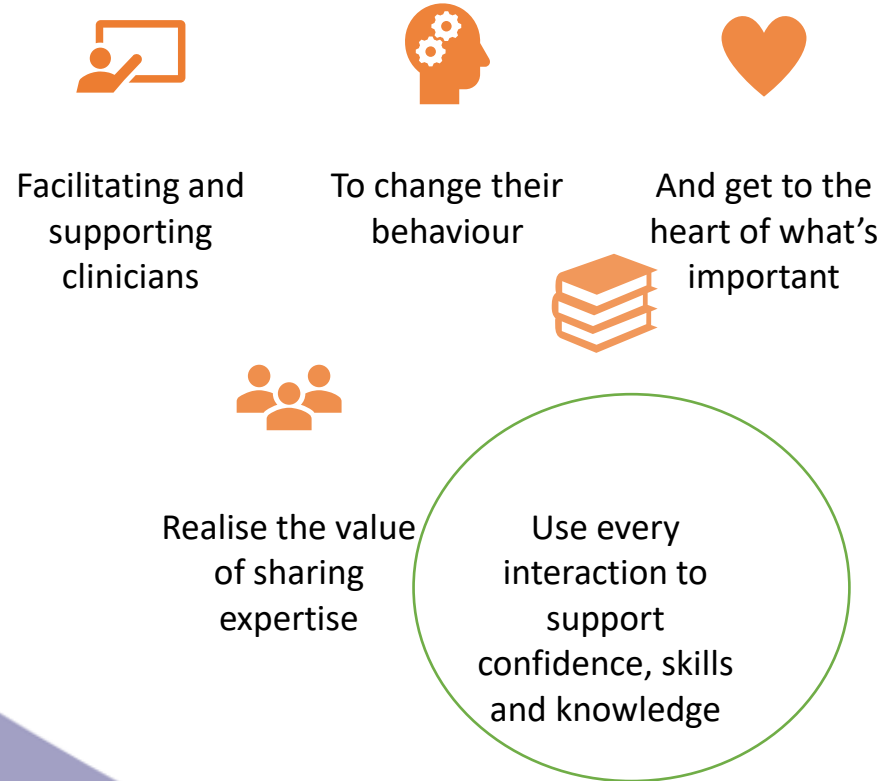 Facilitating and
supporting
clinicians
To change their
behaviour
And get to the
heart of what’s
important
Realise the value
of sharing
expertise
Use every
interaction to
support
confidence, skills
and knowledge